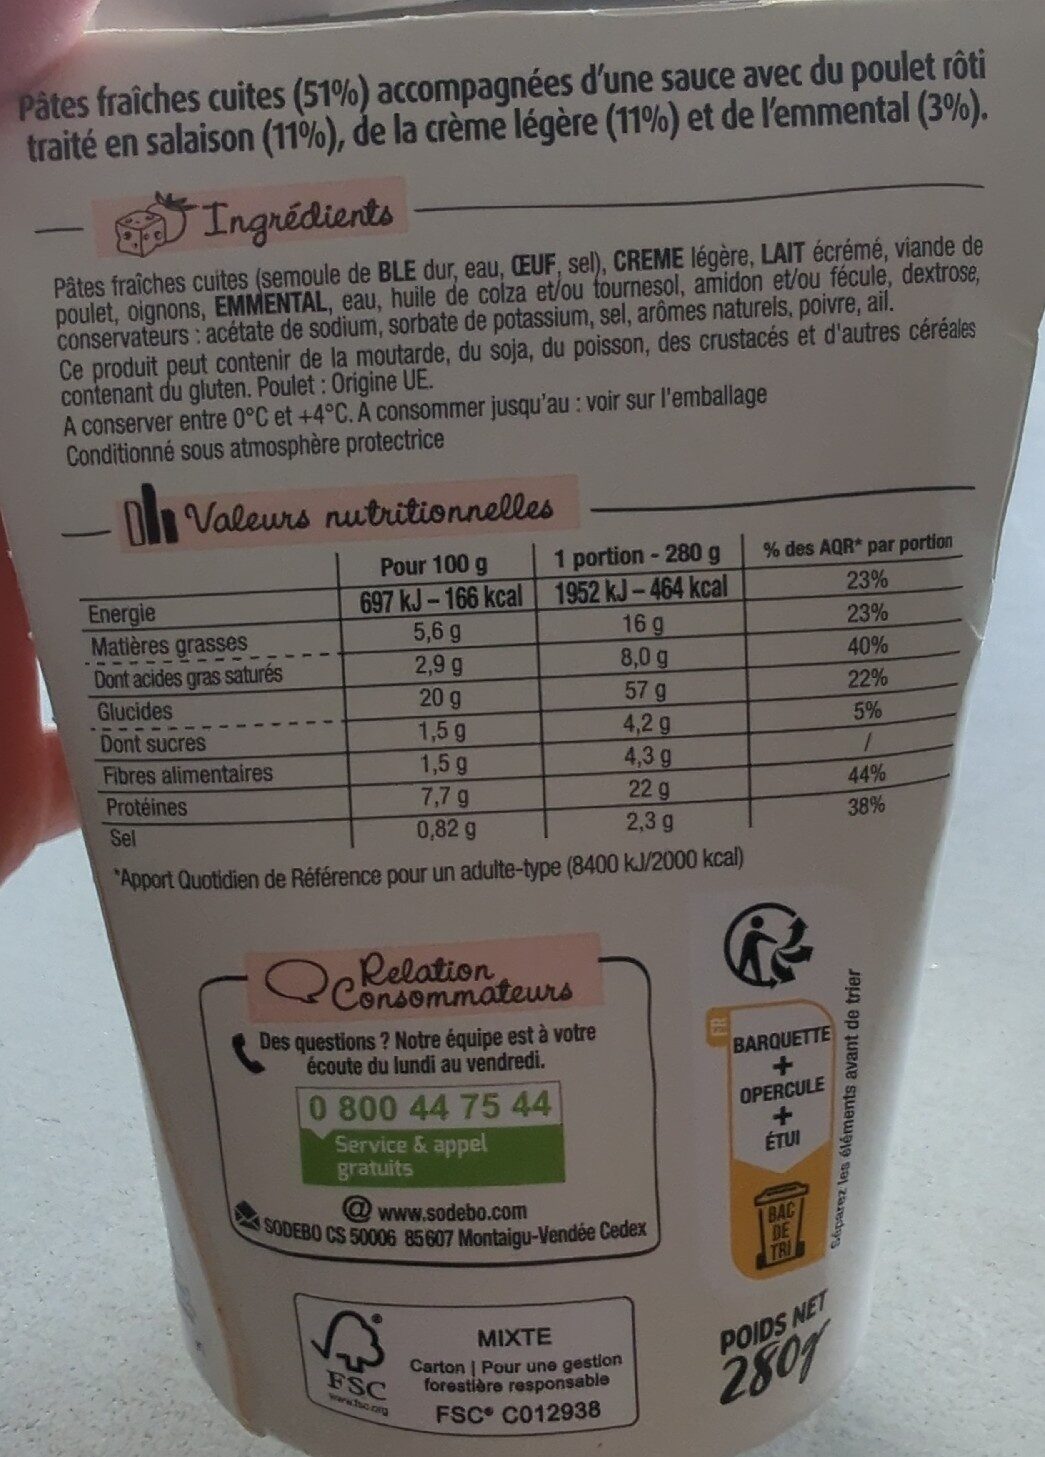 Pâtes fraîches cuites (51%) accompagnées d'une sauce avec du poulet rôti
traité en salaison (11%), de la crème légère (11%) et de l'emmental (3%).
Ingrédients
Pâtes fraîches cuites (semoule de BLE dur, eau, ŒUF, sel), CREME légère, LAIT écrémé, viande de
poulet, oignons, EMMENTAL, eau, huile de colza et/ou tournesol, amidon et/ou fécule, dextrose,
conservateurs : acétate de sodium, sorbate de potassium, sel, arômes naturels, poivre, ail.
Ce produit peut contenir de la moutarde, du soja, du poisson, des crustacés et d'autres céréales
contenant du gluten. Poulet : Origine UE.
A conserver entre 0°C et +4°C. A consommer jusqu'au : voir sur l'emballage
Conditionné sous atmosphère protectrice
Valeurs nutritionnelles
Pour 100 g 1 portion - 280 g % des AQR* par portion
Energie 697 kJ – 166 kcal 1952 kJ – 464 kcal 23%
Matières grasses 5,6 g 16 g 23%
Dont acides gras saturés 2,9 g 8,0 g 40%
Glucides 20 g 57 g 22%
Dont sucres 1,5 g 4,2 g 5%
Fibres alimentaires 1,5 g 4,3 g /
Protéines 7,7 g 22 g 44%
Sel 0,82 g 2,3 g 38%
*Apport Quotidien de Référence pour un adulte-type (8400 kJ/2000 kcal)
Relation
Consommateurs
Des questions ? Notre équipe est à votre
écoute du lundi au vendredi.
0 800 44 75 44
Service & appel
gratuits
@ www.sodebo.com
SODEBO CS 50006 85607 Montaigu-Vendée Cedex
FR
BARQUETTE
+
OPERCULE
+
ÉTUI
BAC
DE
TRI
Séparez les éléments avant de trier
FSC
www.fsc.org
MIXTE
Carton | Pour une gestion
forestière responsable
FSC® C012938
POIDS NET
280g